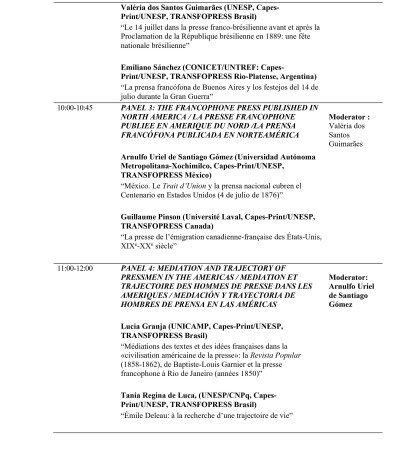 Valéria dos Santos Guimarães (UNESP, Capes-
Print/UNESP, TRANSFOPRESS Brasil)
“Le 14 juillet dans la presse franco-brésilienne avant et après la
Proclamation de la République brésilienne en 1889: une fête
nationale brésilienne”
Emiliano Sánchez (CONICET/UNTREF: Capes-
Print/UNESP, TRANSFOPRESS Rio-Platense, Argentina)
“La prensa francófona de Buenos Aires y los festejos del 14 de
julio durante la Gran Guerra”
10:00-10:45
PANEL 3: THE FRANCOPHONE PRESS PUBLISHED IN
NORTH AMERICA / LA PRESSE FRANCOPHONE
PUBLIEE EN AMERIQUE DU NORD /LA PRENSA
FRANCÓFONA PUBLICADA EN NORTEAMÉRICA
Moderator :
Valéria dos
Santos
Guimarães
Arnulfo Uriel de Santiago Gómez (Universidad Autónoma
Metropolitana-Xochimilco, Capes-Print/UNESP,
TRANSFOPRESS México)
“México. Le Trait d’Union y la prensa nacional cubren el
Centenario en Estados Unidos (4 de julio de 1876)”
Guillaume Pinson (Université Laval, Capes-Print/UNESP,
TRANSFOPRESS Canada)
“La presse de l’émigration canadienne-française des États-Unis,
XIXᵉ-XXᵉ siècle”
11:00-12:00
PANEL 4: MEDIATION AND TRAJECTORY OF
PRESSMEN IN THE AMERICAS / MEDIATION ET
TRAJECTOIRE DES HOMMES DE PRESSE DANS LES
AMERIQUES / MEDIACIÓN Y TRAYECTORIA DE
HOMBRES DE PRENSA EN LAS AMÉRICAS
Moderator:
Arnulfo Uriel
de Santiago
Gómez
Lucia Granja (UNICAMP, Capes-Print/UNESP,
TRANSFOPRESS Brasil)
“Médiations des textes et des idées françaises dans la
«civilisation américaine de la presse»: la Revista Popular
(1858-1862), de Baptiste-Louis Garnier et la presse
francophone à Rio de Janeiro (années 1850)”
Tania Regina de Luca, (UNESP/CNPq, Capes-
Print/UNESP, TRANSFOPRESS Brasil)
“Émile Deleau: à la recherche d’une trajectoire de vie”